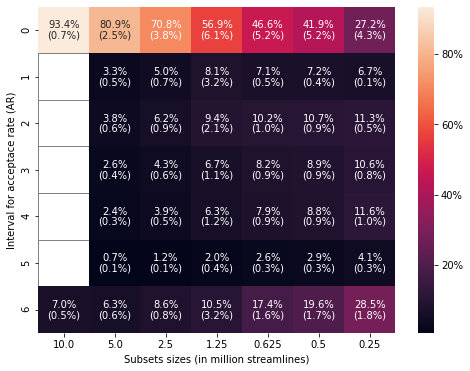 0 93.4% 80.9% 70.8% 56.9% 46.6% 41.9% 27.2%
(0.7%) (2.5%) (3.8%) (6.1%) (5.2%) (5.2%) (4.3%)
1 3.3% 5.0% 8.1% 7.1% 7.2% 6.7%
(0.5%) (0.7%) (3.2%) (0.5%) (0.4%) (0.1%)
2 3.8% 6.2% 9.4% 10.2% 10.7% 11.3%
(0.6%) (0.9%) (2.1%) (1.0%) (0.9%) (0.5%)
3 2.6% 4.3% 6.7% 8.2% 8.9% 10.6%
(0.4%) (0.6%) (1.1%) (0.9%) (0.9%) (0.8%)
4 2.4% 3.9% 6.3% 7.9% 8.8% 11.6%
(0.3%) (0.5%) (1.2%) (0.9%) (0.9%) (1.0%)
5 0.7% 1.2% 2.0% 2.6% 2.9% 4.1%
(0.1%) (0.1%) (0.4%) (0.3%) (0.3%) (0.3%)
6 7.0% 6.3% 8.6% 10.5% 17.4% 19.6% 28.5%
(0.5%) (0.6%) (0.8%) (3.2%) (1.6%) (1.7%) (1.8%)
10.0 5.0 2.5 1.25 0.625 0.5 0.25
Subsets sizes (in million streamlines)
Interval for acceptace rate (AR)
80%
60%
40%
20%